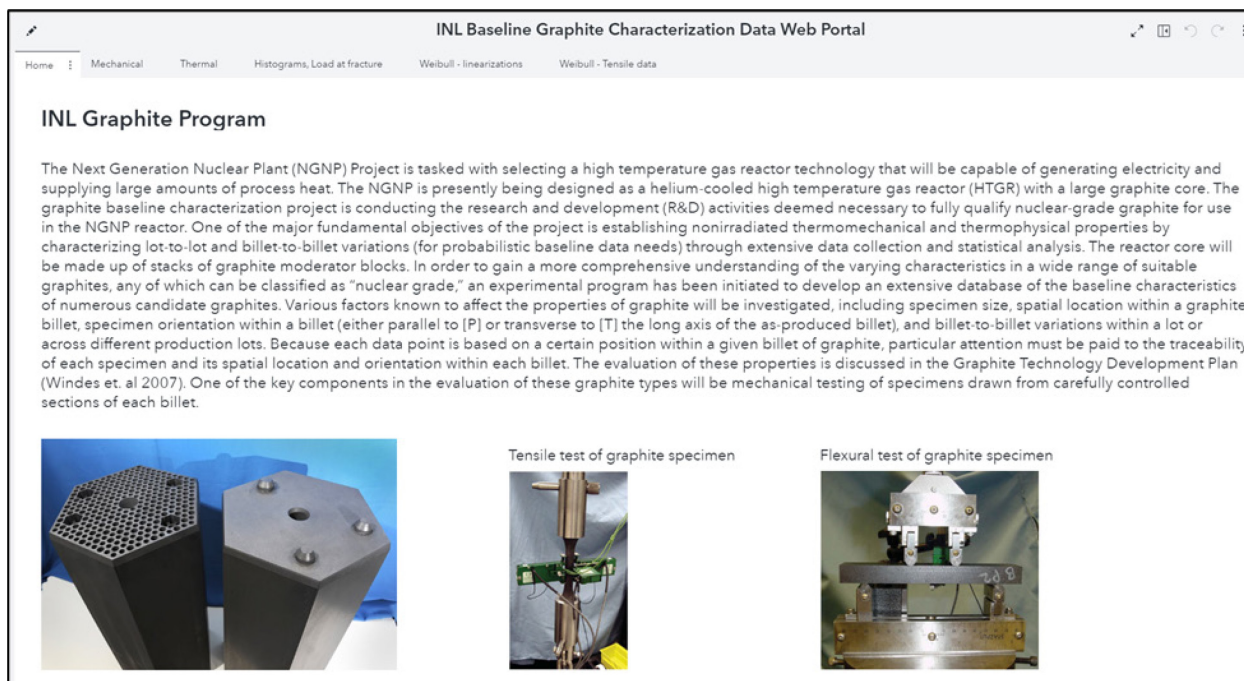 INL Baseline Graphite Characterization Data Web Portal
Home Mechanical Thermal Histograms, Load at fracture Weibull - linearizations Weibull - Tensile data
INL Graphite Program
The Next Generation Nuclear Plant (NGNP) Project is tasked with selecting a high temperature gas reactor technology that will be capable of generating electricity and
supplying large amounts of process heat. The NGNP is presently being designed as a helium-cooled high temperature gas reactor (HTGR) with a large graphite core. The
graphite baseline characterization project is conducting the research and development (R&D) activities deemed necessary to fully qualify nuclear-grade graphite for use
in the NGNP reactor. One of the major fundamental objectives of the project is establishing nonirradiated thermomechanical and thermophysical properties by
characterizing lot-to-lot and billet-to-billet variations (for probabilistic baseline data needs) through extensive data collection and statistical analysis. The reactor core will
be made up of stacks of graphite moderator blocks. In order to gain a more comprehensive understanding of the varying characteristics in a wide range of suitable
graphites, any of which can be classified as “nuclear grade,” an experimental program has been initiated to develop an extensive database of the baseline characteristics
of numerous candidate graphites. Various factors known to affect the properties of graphite will be investigated, including specimen size, spatial location within a graphite
billet, specimen orientation within a billet (either parallel to [P] or transverse to [T] the long axis of the as-produced billet), and billet-to-billet variations within a lot or
across different production lots. Because each data point is based on a certain position within a given billet of graphite, particular attention must be paid to the traceability
of each specimen and its spatial location and orientation within each billet. The evaluation of these properties is discussed in the Graphite Technology Development Plan
(Windes et. al 2007). One of the key components in the evaluation of these graphite types will be mechanical testing of specimens drawn from carefully controlled
sections of each billet.
Tensile test of graphite specimen
Flexural test of graphite specimen